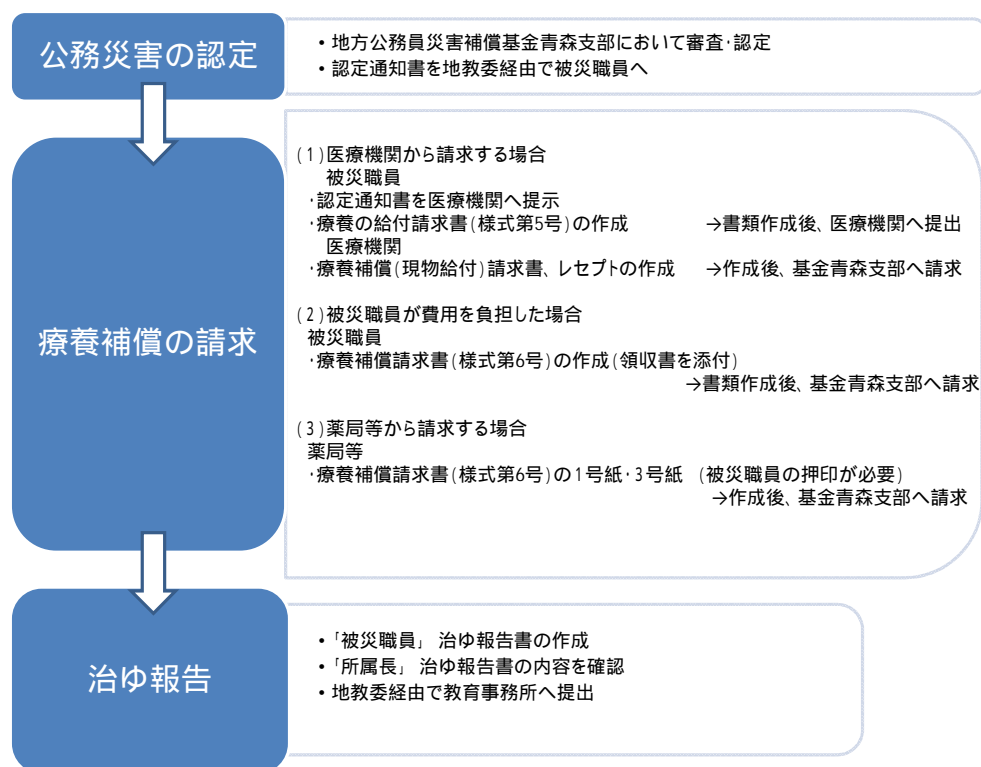 公務災害の認定
• 地方公務員災害補償基金青森支部において審査･認定
• 認定通知書を地教委経由で被災職員へ
療養補償の請求
(1)医療機関から請求する場合
被災職員
･認定通知書を医療機関へ提示
･療養の給付請求書(様式第5号)の作成 →書類作成後、医療機関へ提出
医療機関
･療養補償(現物給付)請求書、レセプトの作成 →作成後、基金青森支部へ請求
(2)被災職員が費用を負担した場合
被災職員
･療養補償請求書(様式第6号)の作成(領収書を添付)
→書類作成後、基金青森支部へ請求
(3)薬局等から請求する場合
薬局等
･療養補償請求書(様式第6号)の1号紙･3号紙 (被災職員の押印が必要)
→作成後、基金青森支部へ請求
治ゆ報告
• 「被災職員」 治ゆ報告書の作成
• 「所属長」 治ゆ報告書の内容を確認
• 地教委経由で教育事務所へ提出